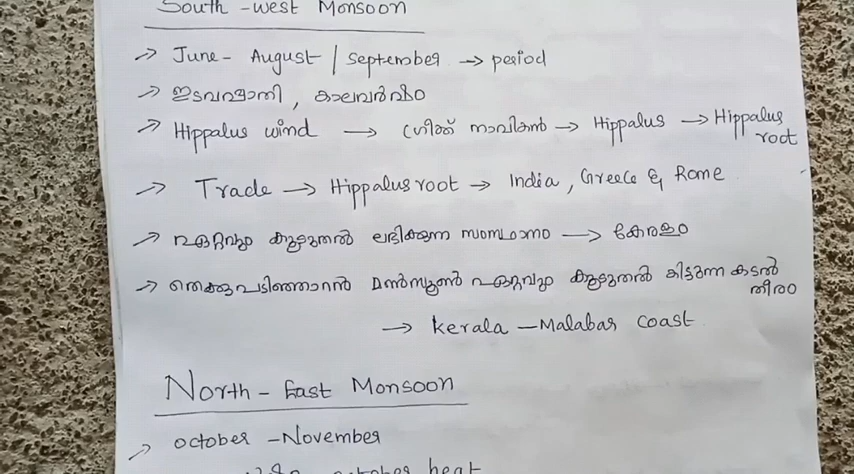 South - west Monsoon
→ June - August / September → period
→ ഇടവപ്പാതി, കാലവർഷം
→ Hippalus wind → ഗ്രീക്ക് നാവികൻ → Hippalus → Hippalus root
→ Trade → Hippalus root → India, Greece & Rome
→ ഏറ്റവും കൂടുതൽ ലഭിക്കുന്ന സംസ്ഥാനം → കേരളം
→ തെക്കുപടിഞ്ഞാറൻ മൺസൂൺ ഏറ്റവും കൂടുതൽ കിട്ടുന്ന കടൽ തീരം
→ Kerala - Malabar coast
North - East Monsoon
→ october - November
october heat